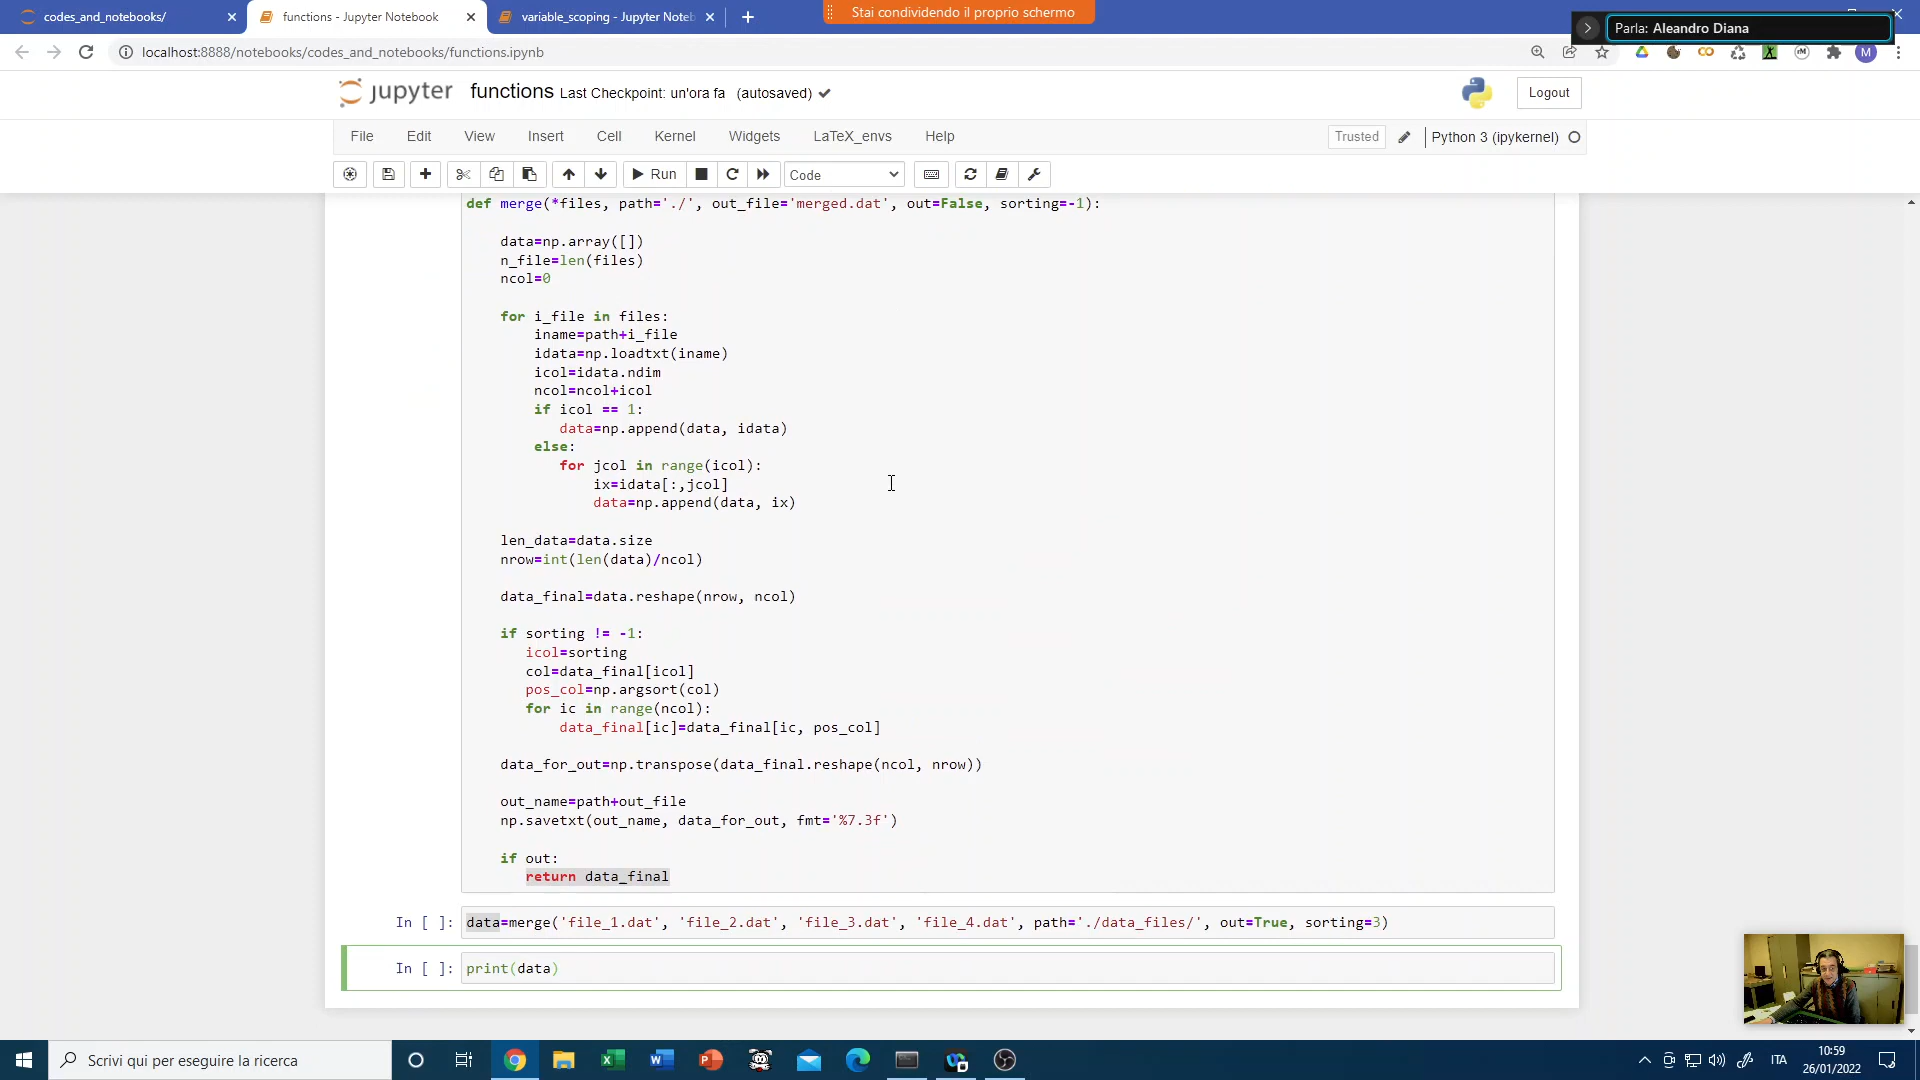 codes_and_notebooks/
functions - Jupyter Notebook
variable_scoping - Jupyter Noteb
Stai condividendo il proprio schermo
Parla: Aleandro Diana
localhost:8888/notebooks/codes_and_notebooks/functions.ipynb
M
jupyter functions Last Checkpoint: un'ora fa (autosaved)
Logout
File Edit View Insert Cell Kernel Widgets LaTeX_envs Help
Trusted
Python 3 (ipykernel)
Run
Code
def merge(*files, path='./', out_file='merged.dat', out=False, sorting=-1):
data=np.array([])
n_file=len(files)
ncol=0
for i_file in files:
iname=path+i_file
idata=np.loadtxt(iname)
icol=idata.ndim
ncol=ncol+icol
if icol == 1:
data=np.append(data, idata)
else:
for jcol in range(icol):
ix=idata[:,jcol]
data=np.append(data, ix)
len_data=data.size
nrow=int(len(data)/ncol)
data_final=data.reshape(nrow, ncol)
if sorting != -1:
icol=sorting
col=data_final[icol]
pos_col=np.argsort(col)
for ic in range(ncol):
data_final[ic]=data_final[ic, pos_col]
data_for_out=np.transpose(data_final.reshape(ncol, nrow))
out_name=path+out_file
np.savetxt(out_name, data_for_out, fmt='%7.3f')
if out:
return data_final
In [ ]: data=merge('file_1.dat', 'file_2.dat', 'file_3.dat', 'file_4.dat', path='./data_files/', out=True, sorting=3)
In [ ]: print(data)
Scrivi qui per eseguire la ricerca
ITA
10:59
26/01/2022